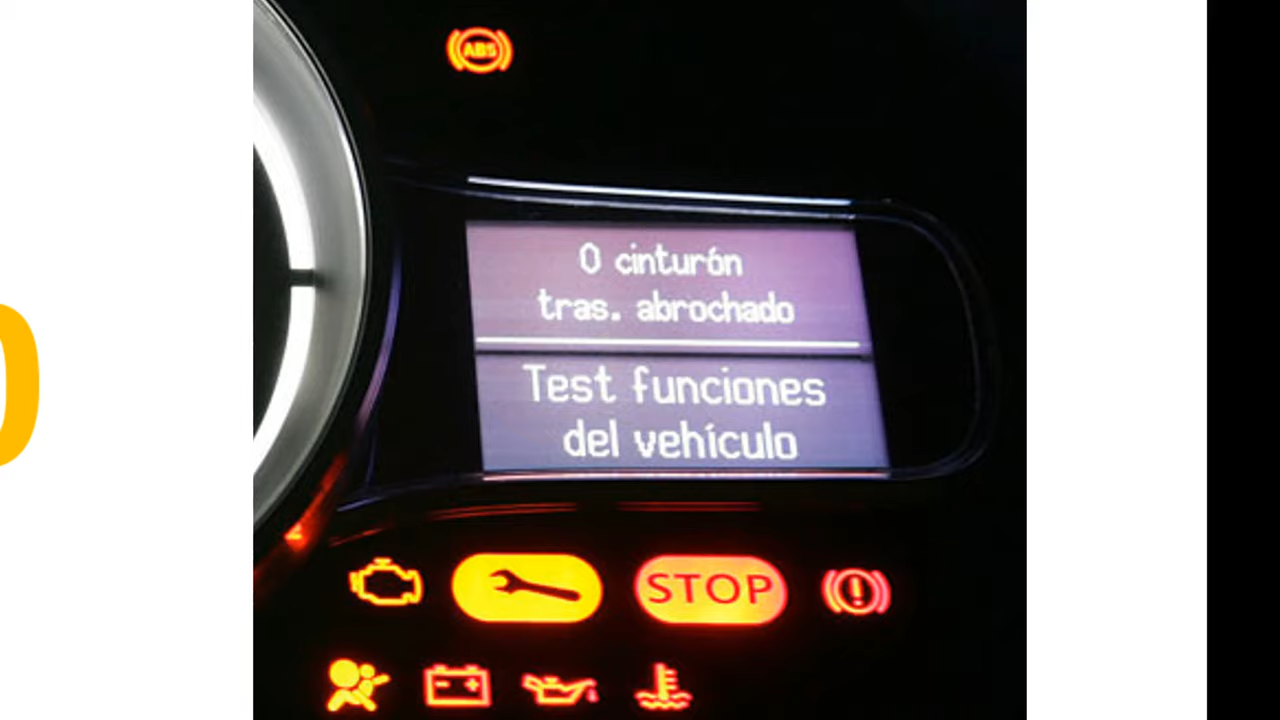 ABS
0 cinturón
tras. abrochado
Test funciones
del vehículo
STOP